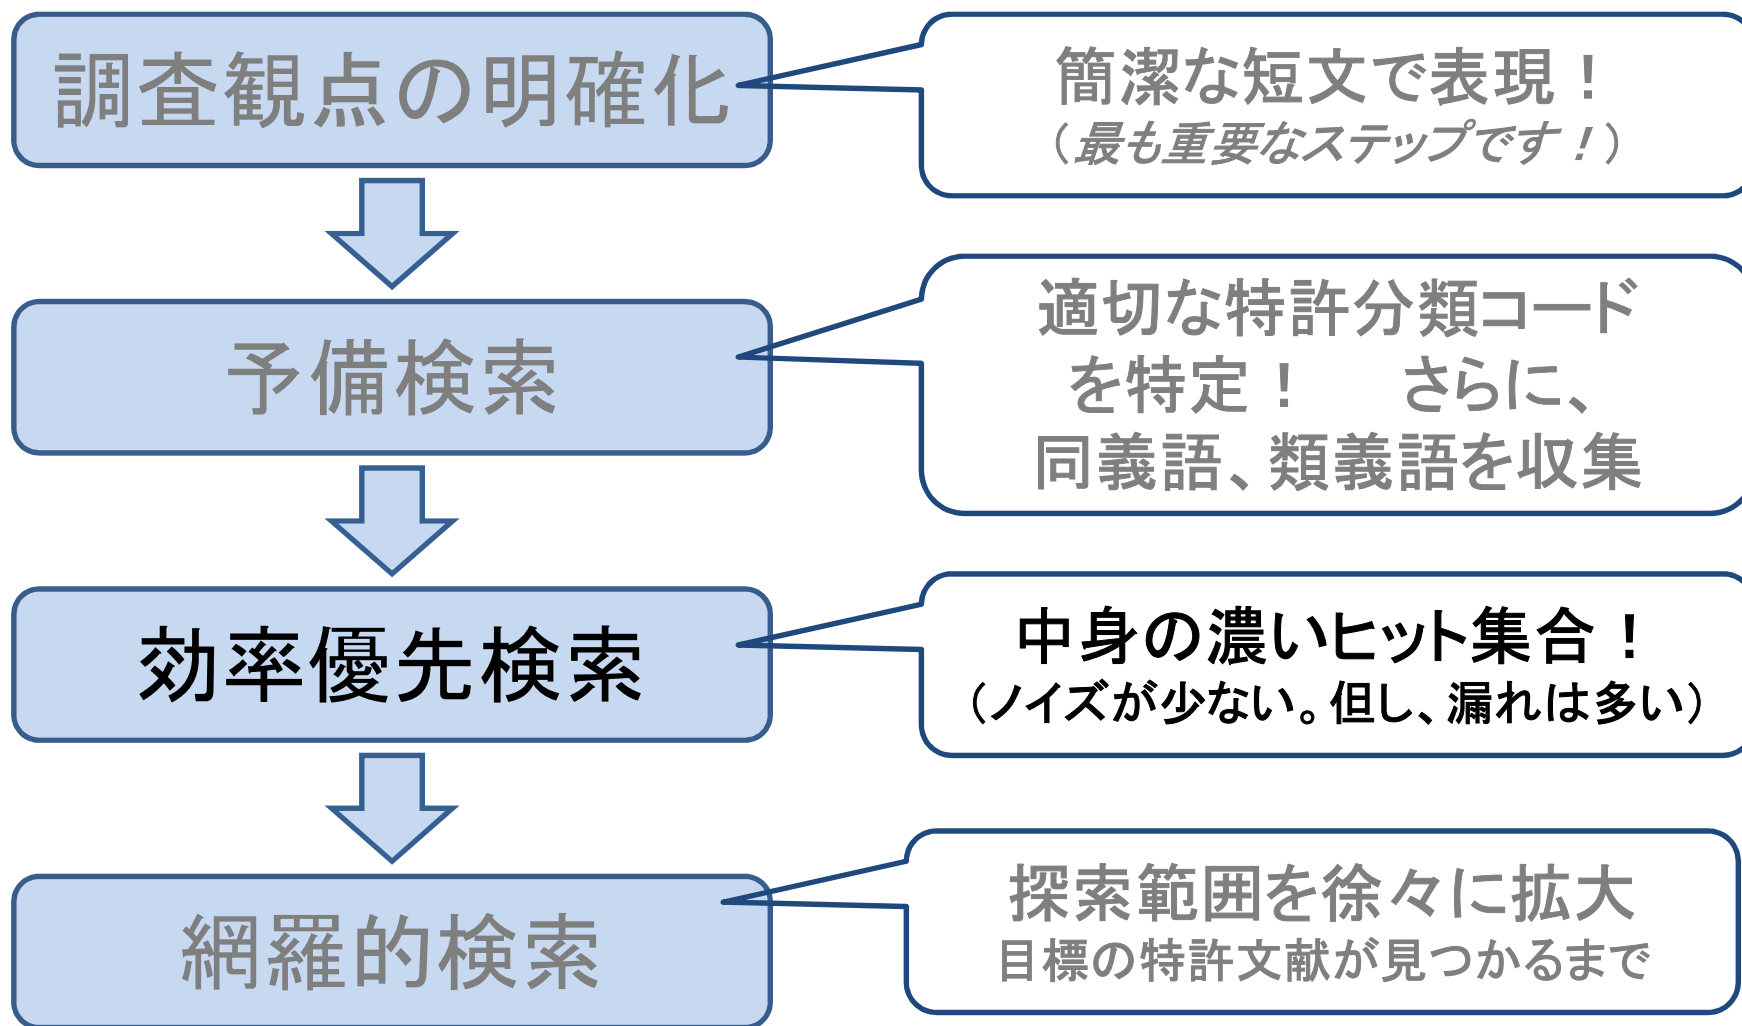 調査観点の明確化
簡潔な短文で表現！
（最も重要なステップです！）
予備検索
適切な特許分類コード
を特定！　さらに、
同義語、類義語を収集
効率優先検索
中身の濃いヒット集合！
（ノイズが少ない。但し、漏れは多い）
網羅的検索
探索範囲を徐々に拡大
目標の特許文献が見つかるまで